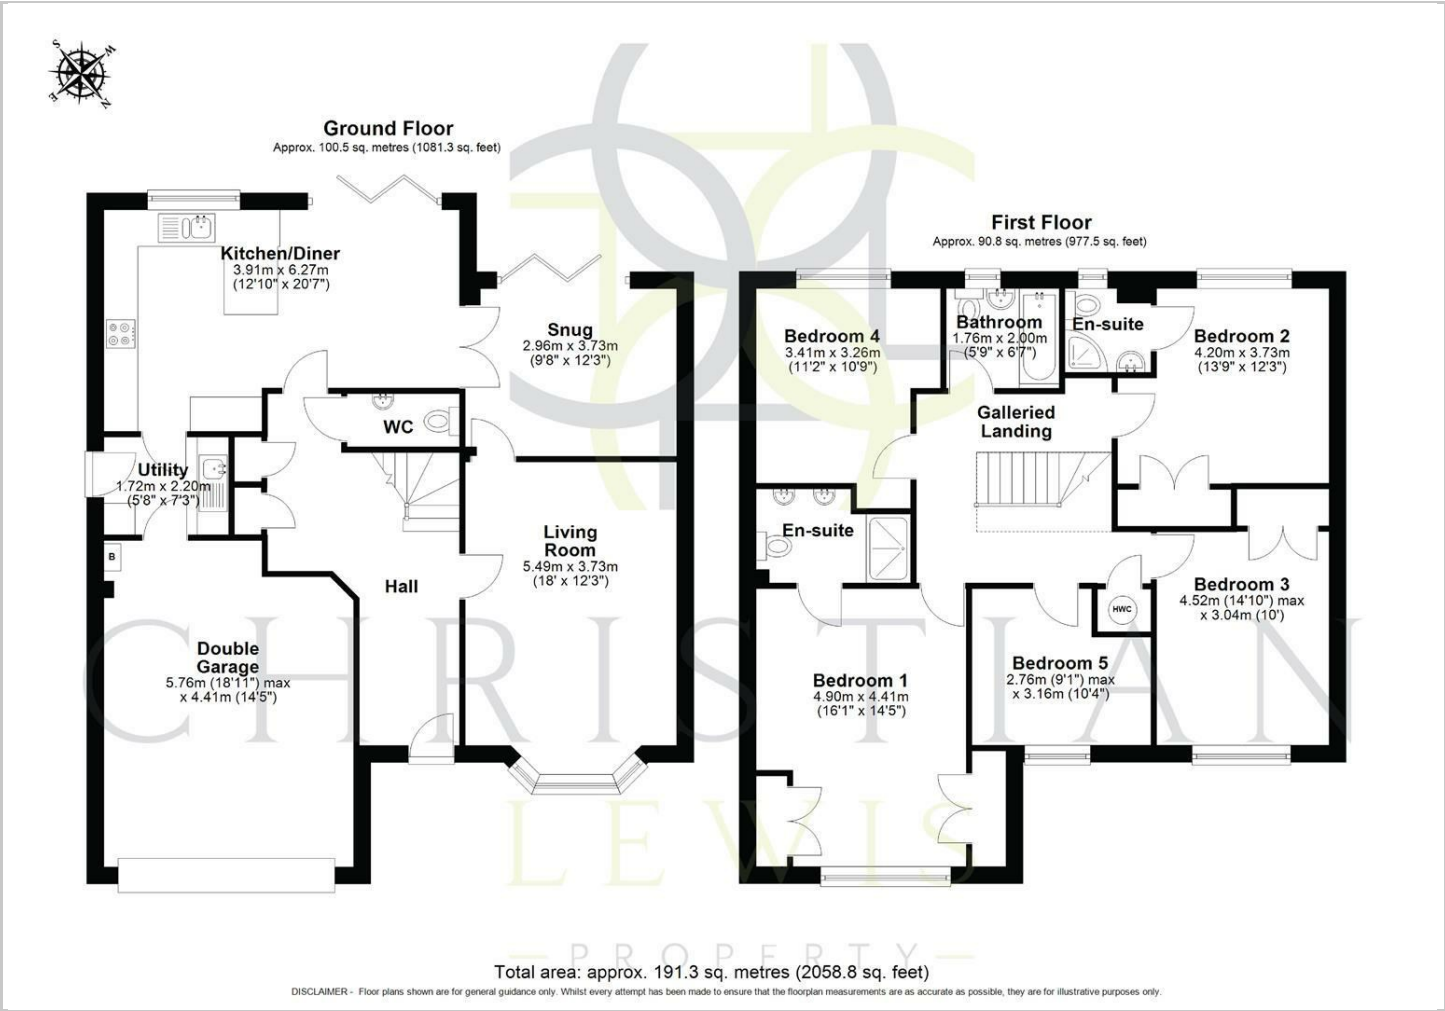 S
W
E
N
Ground Floor
Approx. 100.5 sq. metres (1081.3 sq. feet)
Kitchen/Diner
3.91m x 6.27m
(12'10" x 20'7")
Snug
2.96m x 3.73m
(9'8" x 12'3")
WC
Utility
1.72m x 2.20m
(5'8" x 7'3")
B
Living
Room
5.49m x 3.73m
(18' x 12'3")
Hall
Double
Garage
5.76m (18'11") max
x 4.41m (14'5")
First Floor
Approx. 90.8 sq. metres (977.5 sq. feet)
Bedroom 4
3.41m x 3.26m
(11'2" x 10'9")
Bathroom
1.76m x 2.00m
(5'9" x 6'7")
En-suite
Bedroom 2
4.20m x 3.73m
(13'9" x 12'3")
Galleried
Landing
En-suite
Bedroom 3
4.52m (14'10") max
x 3.04m (10')
HWC
Bedroom 1
4.90m x 4.41m
(16'1" x 14'5")
Bedroom 5
2.76m (9'1") max
x 3.16m (10'4")
CHRISTIAN
LEWIS
PROPERTY
Total area: approx. 191.3 sq. metres (2058.8 sq. feet)
DISCLAIMER - Floor plans shown are for general guidance only. Whilst every attempt has been made to ensure that the floorplan measurements are as accurate as possible, they are for illustrative purposes only.